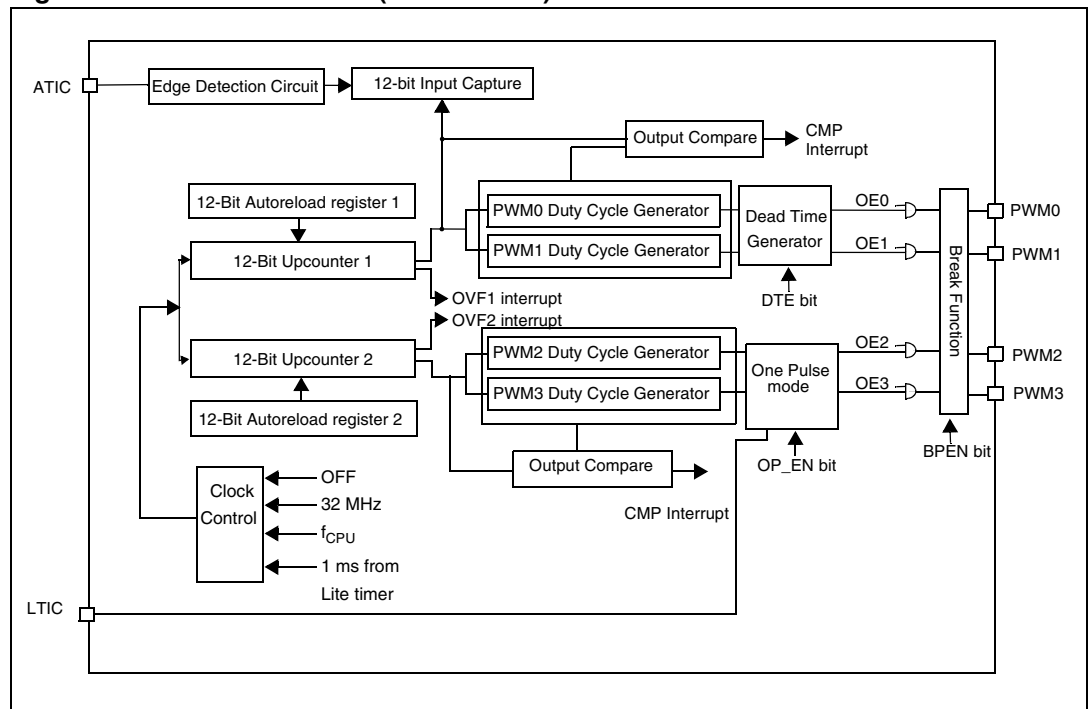 ATIC
Edge Detection Circuit
12-bit Input Capture
Output Compare
CMP
Interrupt
12-Bit Autoreload register 1
PWM0 Duty Cycle Generator
PWM1 Duty Cycle Generator
Dead Time
Generator
OE0
OE1
PWM0
PWM1
12-Bit Upcounter 1
OVF1 interrupt
OVF2 interrupt
DTE bit
Break Function
12-Bit Upcounter 2
PWM2 Duty Cycle Generator
PWM3 Duty Cycle Generator
One Pulse
mode
OE2
OE3
PWM2
PWM3
12-Bit Autoreload register 2
Output Compare
OP_EN bit
BPEN bit
CMP Interrupt
Clock
Control
OFF
32 MHz
fCPU
1 ms from
Lite timer
LTIC